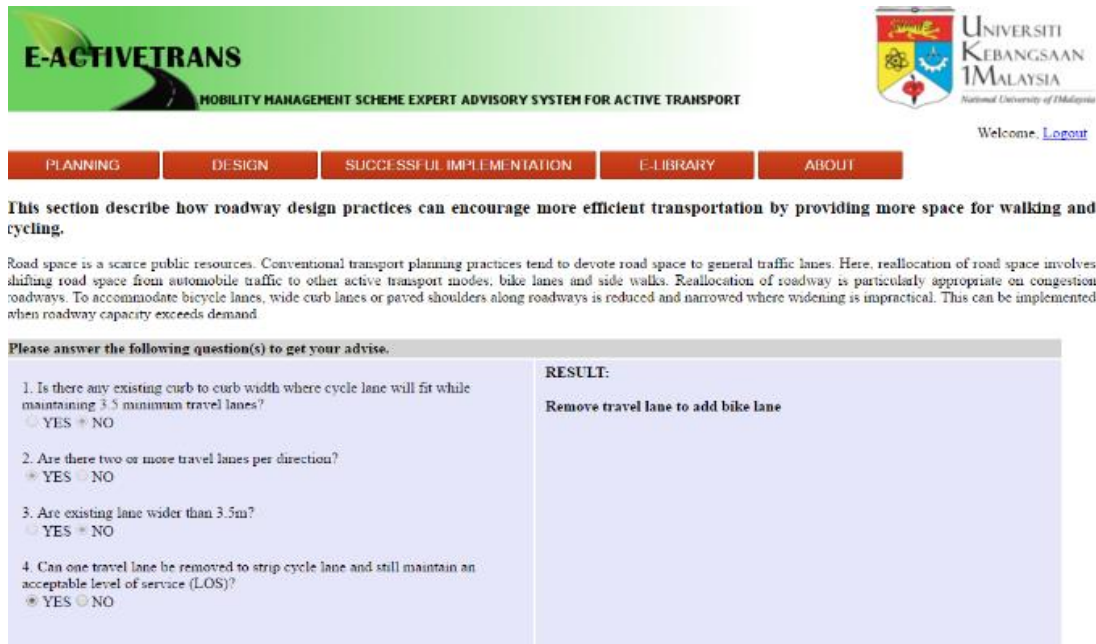 E-ACTIVETRANS
MOBILITY MANAGEMENT SCHEME EXPERT ADVISORY SYSTEM FOR ACTIVE TRANSPORT
UNIVERSITI
KEBANGSAAN
1MALAYSIA
National University of 1Malaysia
Welcome, Logout
PLANNING DESIGN SUCCESSFUL IMPLEMENTATION E-LIBRARY ABOUT
This section describe how roadway design practices can encourage more efficient transportation by providing more space for walking and
cycling.
Road space is a scarce public resources. Conventional transport planning practices tend to devote road space to general traffic lanes. Here, reallocation of road space involves
shifting road space from automobile traffic to other active transport modes, bike lanes and side walks. Reallocation of roadway is particularly appropriate on congestion
roadways. To accommodate bicycle lanes, wide curb lanes or paved shoulders along roadways is reduced and narrowed where widening is impractical. This can be implemented
when roadway capacity exceeds demand
Please answer the following question(s) to get your advise.
1. Is there any existing curb to curb width where cycle lane will fit while
maintaining 3.5 minimum travel lanes?
YES NO
2. Are there two or more travel lanes per direction?
YES NO
3. Are existing lane wider than 3.5m?
YES NO
4. Can one travel lane be removed to strip cycle lane and still maintain an
acceptable level of service (LOS)?
YES NO
RESULT:
Remove travel lane to add bike lane